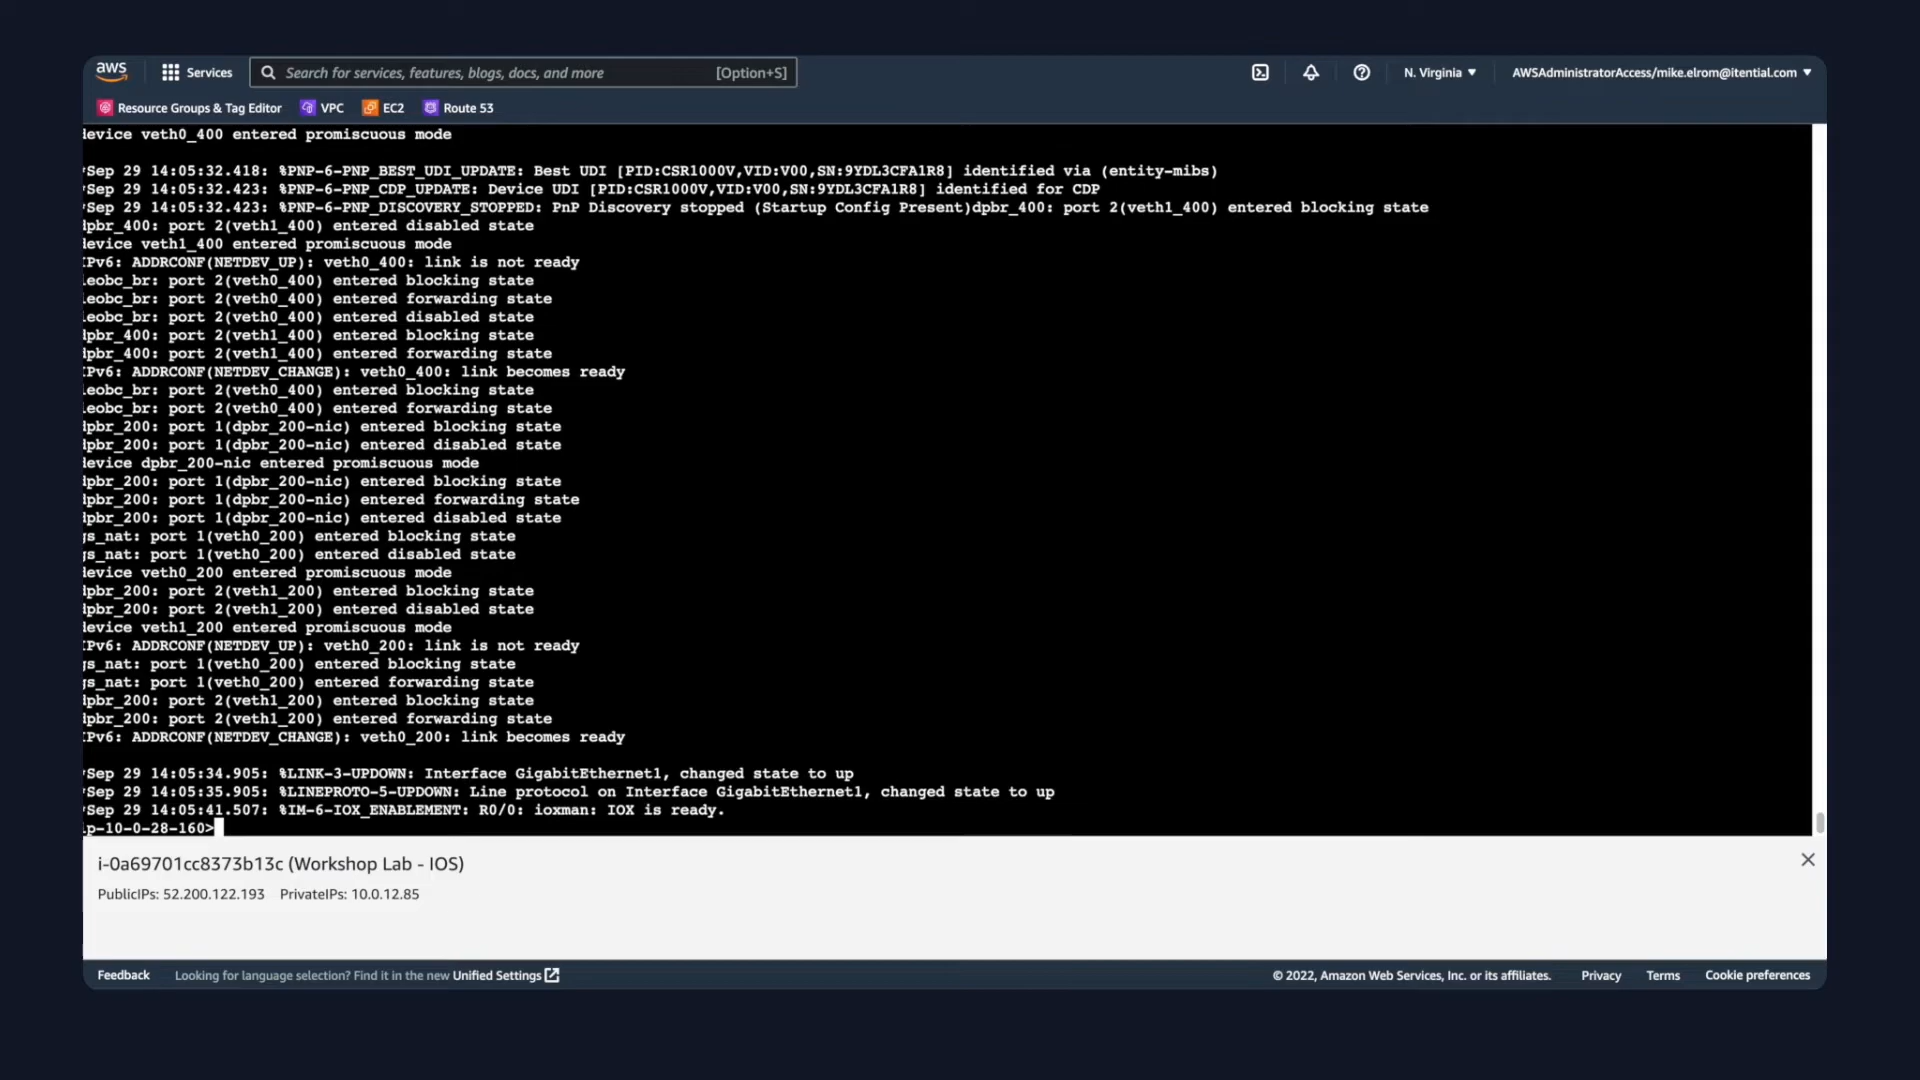 aws
Services
Search for services, features, blogs, docs, and more [Option+S]
N. Virginia
AWSAdministratorAccess/mike.elrom@itential.com
Resource Groups & Tag Editor VPC EC2 Route 53
device veth0_400 entered promiscuous mode
*Sep 29 14:05:32.418: %PNP-6-PNP_BEST_UDI_UPDATE: Best UDI [PID:CSR1000V,VID:V00,SN:9YDL3CFA1R8] identified via (entity-mibs)
*Sep 29 14:05:32.423: %PNP-6-PNP_CDP_UPDATE: Device UDI [PID:CSR1000V,VID:V00,SN:9YDL3CFA1R8] identified for CDP
*Sep 29 14:05:32.423: %PNP-6-PNP_DISCOVERY_STOPPED: PnP Discovery stopped (Startup Config Present)dpbr_400: port 2(veth1_400) entered blocking state
dpbr_400: port 2(veth1_400) entered disabled state
device veth1_400 entered promiscuous mode
IPv6: ADDRCONF(NETDEV_UP): veth0_400: link is not ready
ieobc_br: port 2(veth0_400) entered blocking state
ieobc_br: port 2(veth0_400) entered forwarding state
ieobc_br: port 2(veth0_400) entered disabled state
dpbr_400: port 2(veth1_400) entered blocking state
dpbr_400: port 2(veth1_400) entered forwarding state
IPv6: ADDRCONF(NETDEV_CHANGE): veth0_400: link becomes ready
ieobc_br: port 2(veth0_400) entered blocking state
ieobc_br: port 2(veth0_400) entered forwarding state
dpbr_200: port 1(dpbr_200-nic) entered blocking state
dpbr_200: port 1(dpbr_200-nic) entered disabled state
device dpbr_200-nic entered promiscuous mode
dpbr_200: port 1(dpbr_200-nic) entered blocking state
dpbr_200: port 1(dpbr_200-nic) entered forwarding state
dpbr_200: port 1(dpbr_200-nic) entered disabled state
gs_nat: port 1(veth0_200) entered blocking state
gs_nat: port 1(veth0_200) entered disabled state
device veth0_200 entered promiscuous mode
dpbr_200: port 2(veth1_200) entered blocking state
dpbr_200: port 2(veth1_200) entered disabled state
device veth1_200 entered promiscuous mode
IPv6: ADDRCONF(NETDEV_UP): veth0_200: link is not ready
gs_nat: port 1(veth0_200) entered blocking state
gs_nat: port 1(veth0_200) entered forwarding state
dpbr_200: port 2(veth1_200) entered blocking state
dpbr_200: port 2(veth1_200) entered forwarding state
IPv6: ADDRCONF(NETDEV_CHANGE): veth0_200: link becomes ready
*Sep 29 14:05:34.905: %LINK-3-UPDOWN: Interface GigabitEthernet1, changed state to up
*Sep 29 14:05:35.905: %LINEPROTO-5-UPDOWN: Line protocol on Interface GigabitEthernet1, changed state to up
*Sep 29 14:05:41.507: %IM-6-IOX_ENABLEMENT: R0/0: ioxman: IOX is ready.
ip-10-0-28-160>
i-0a69701cc8373b13c (Workshop Lab - IOS)
PublicIPs: 52.200.122.193 PrivateIPs: 10.0.12.85
Feedback Looking for language selection? Find it in the new Unified Settings
© 2022, Amazon Web Services, Inc. or its affiliates. Privacy Terms Cookie preferences